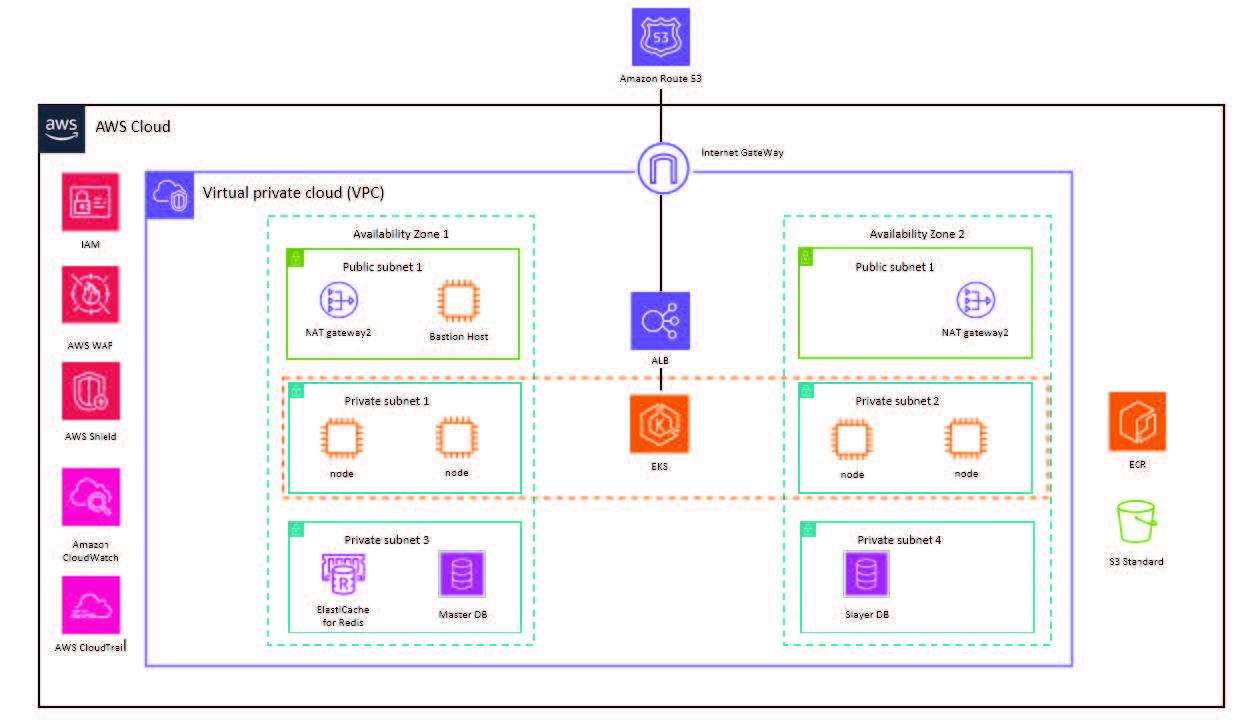 53
Amazon Route 53
aws
AWS Cloud
Internet GateWay
Virtual private cloud (VPC)
IAM
AWS WAF
AWS Shield
Amazon
CloudWatch
AWS CloudTrail
Availability Zone 1
Public subnet 1
NAT gateway2
Bastion Host
Private subnet 1
node
node
Private subnet 3
R
ElastiCache
for Redis
Master DB
ALB
K
EKS
Availability Zone 2
Public subnet 1
NAT gateway2
Private subnet 2
node
node
Private subnet 4
Slayer DB
ECR
S3 Standard